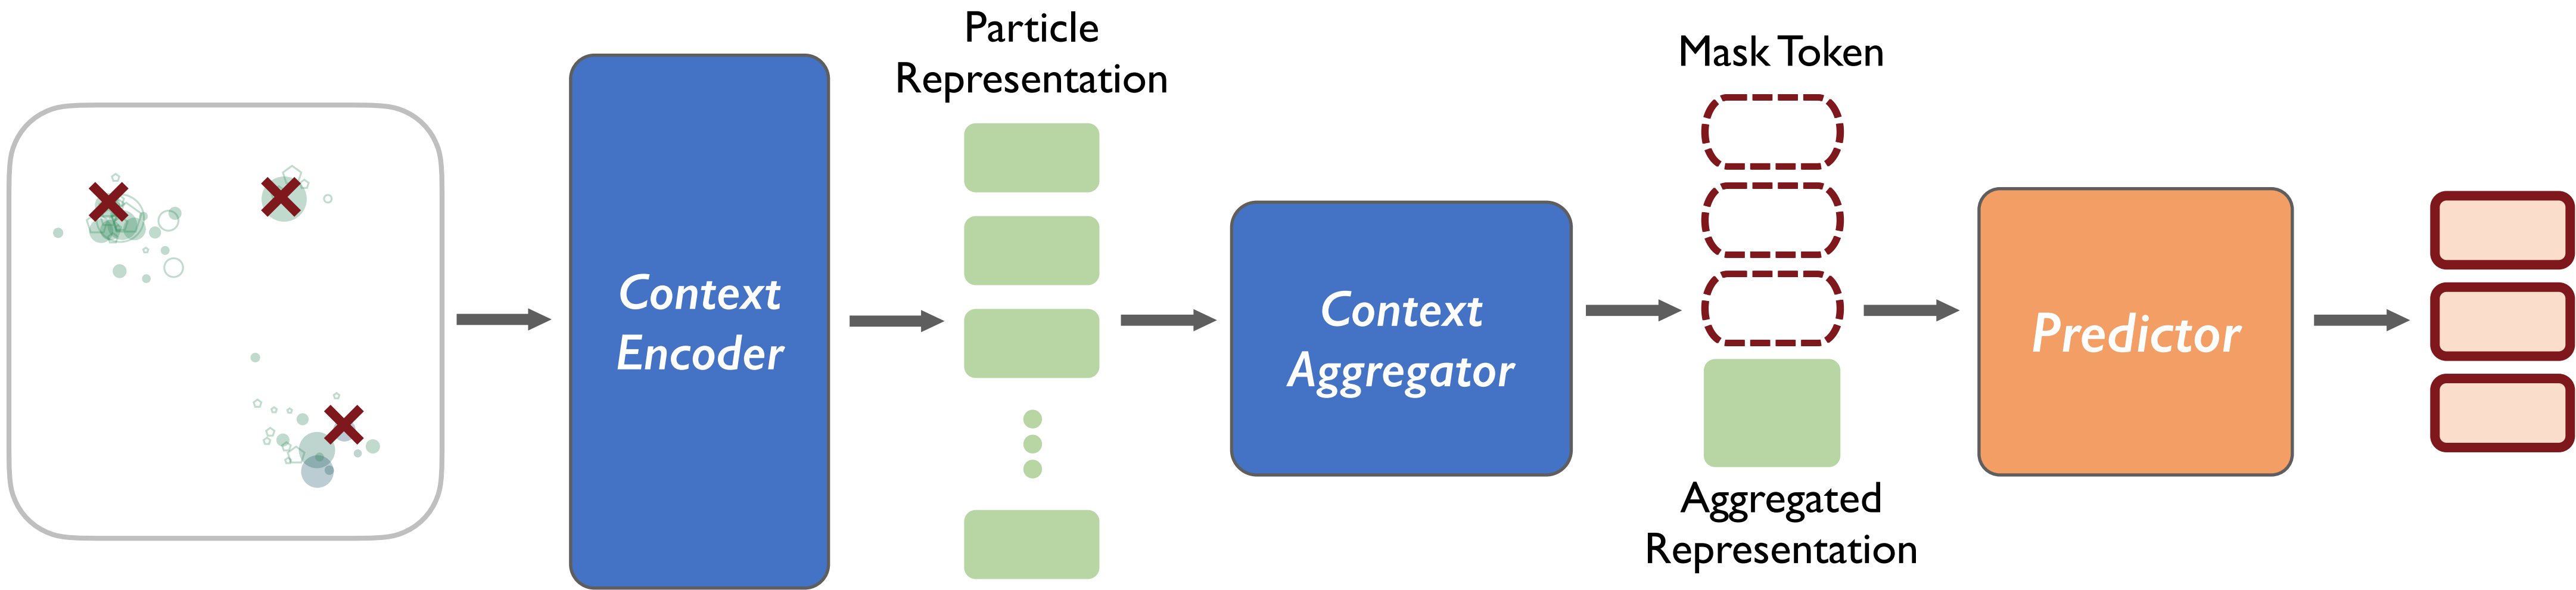 Particle
Representation
Context
Encoder
Context
Aggregator
Mask Token
Aggregated
Representation
Predictor